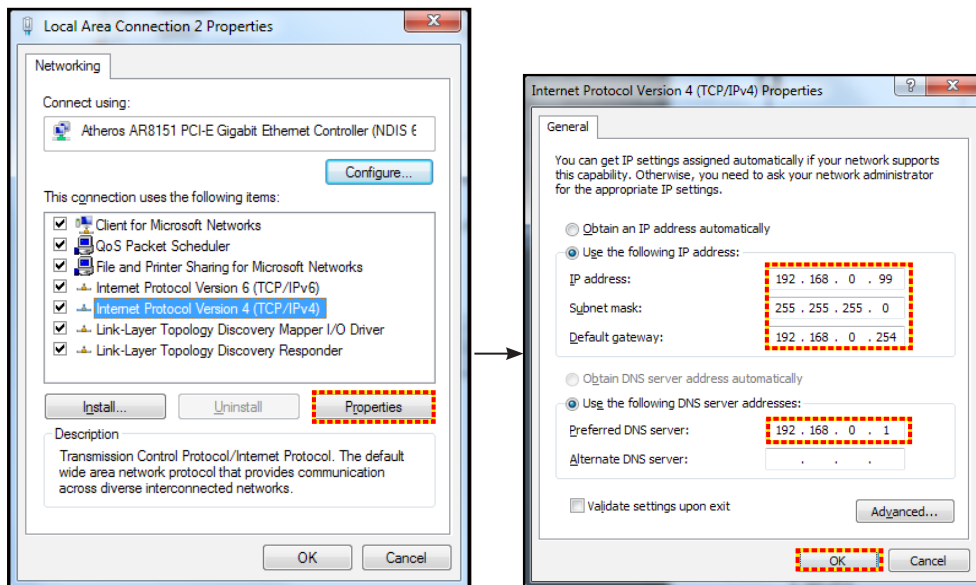 Local Area Connection 2 Properties
Networking
Connect using:
Atheros AR8151 PCI-E Gigabit Ethernet Controller (NDIS 6
Configure...
This connection uses the following items:
Client for Microsoft Networks
QoS Packet Scheduler
File and Printer Sharing for Microsoft Networks
Internet Protocol Version 6 (TCP/IPv6)
Internet Protocol Version 4 (TCP/IPv4)
Link-Layer Topology Discovery Mapper I/O Driver
Link-Layer Topology Discovery Responder
Install...
Uninstall
Properties
Description
Transmission Control Protocol/Internet Protocol. The default
wide area network protocol that provides communication
across diverse interconnected networks.
OK
Cancel
Internet Protocol Version 4 (TCP/IPv4) Properties
General
You can get IP settings assigned automatically if your network supports
this capability. Otherwise, you need to ask your network administrator
for the appropriate IP settings.
Obtain an IP address automatically
Use the following IP address:
IP address: 192 . 168 . 0 . 99
Subnet mask: 255 . 255 . 255 . 0
Default gateway: 192 . 168 . 0 . 254
Obtain DNS server address automatically
Use the following DNS server addresses:
Preferred DNS server: 192 . 168 . 0 . 1
Alternate DNS server: . . .
Validate settings upon exit
Advanced...
OK
Cancel